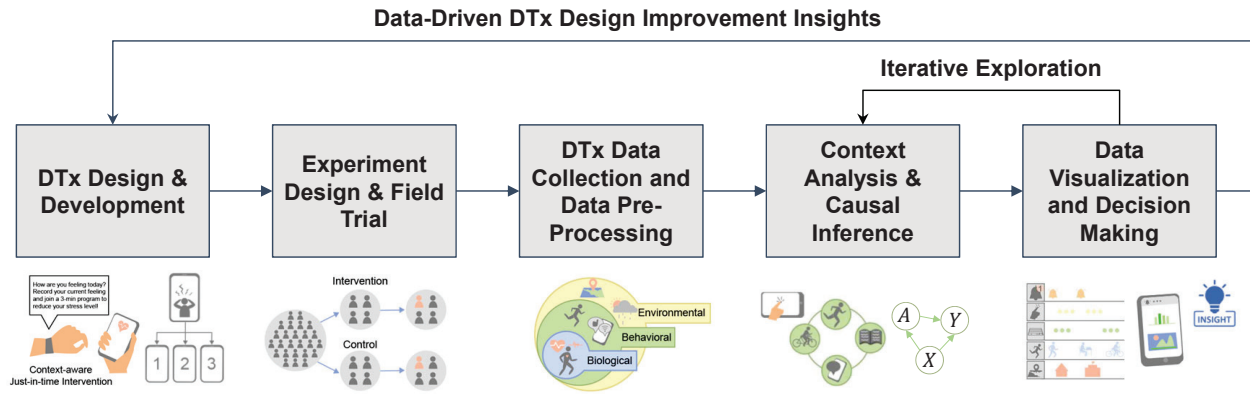 Data-Driven DTx Design Improvement Insights
Iterative Exploration
DTx Design &
Development
Experiment
Design & Field
Trial
DTx Data
Collection and
Data Pre-
Processing
Context
Analysis &
Causal
Inference
Data
Visualization
and Decision
Making
How are you feeling today?
Record your current feeling
and join a 3-min program to
reduce your stress level!
1 2 3
Context-aware
Just-in-time Intervention
Intervention
Control
Environmental
Behavioral
Biological
A Y
X
INSIGHT